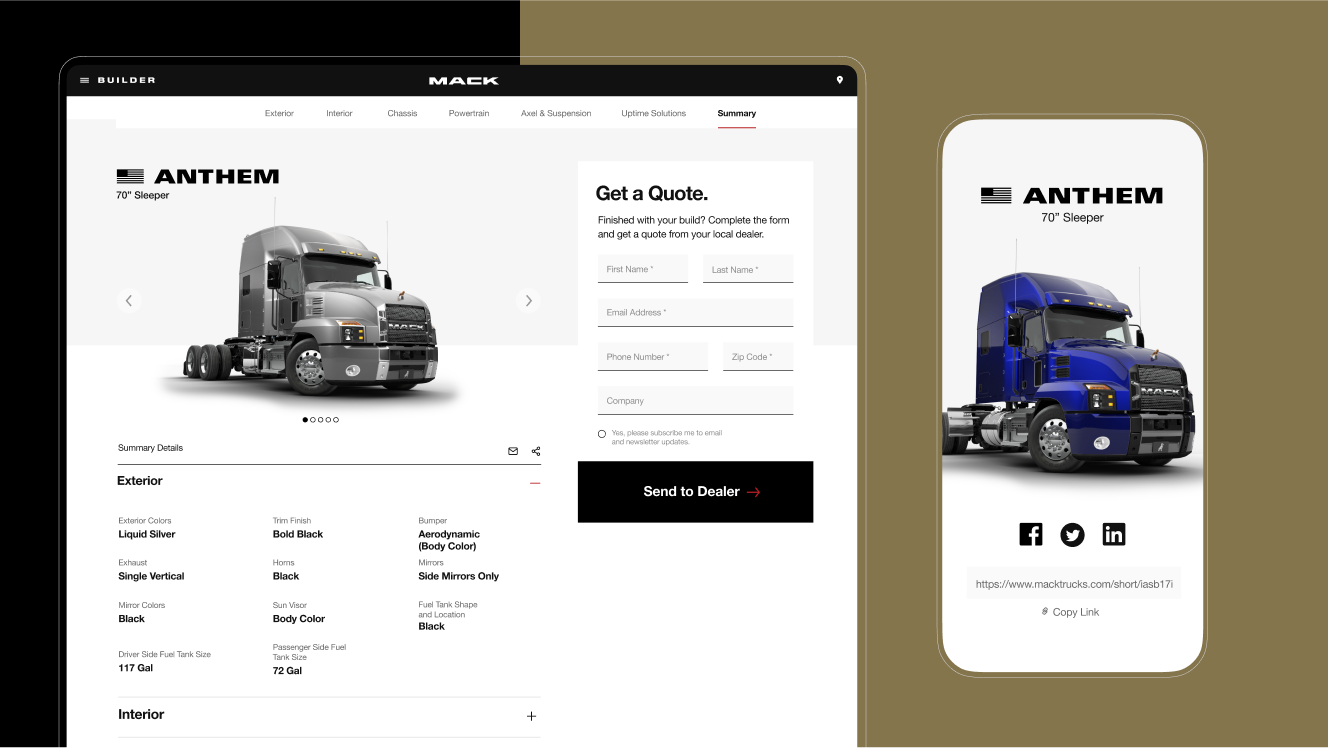 BUILDER
MACK
Exterior
Interior
Chassis
Powertrain
Axel & Suspension
Uptime Solutions
Summary
ANTHEM
70” Sleeper
MACK
Summary Details
Exterior
Exterior Colors
Liquid Silver
Trim Finish
Bold Black
Bumper
Aerodynamic
(Body Color)
Exhaust
Single Vertical
Horns
Black
Mirrors
Side Mirrors Only
Mirror Colors
Black
Sun Visor
Body Color
Fuel Tank Shape
and Location
Black
Driver Side Fuel Tank Size
117 Gal
Passenger Side Fuel
Tank Size
72 Gal
Interior
Get a Quote.
Finished with your build? Complete the form
and get a quote from your local dealer.
First Name *
Last Name *
Email Address *
Phone Number *
Zip Code *
Company
Yes, please subscribe me to email
and newsletter updates.
Send to Dealer
ANTHEM
70” Sleeper
MACK
https://www.macktrucks.com/short/iasb17i
Copy Link